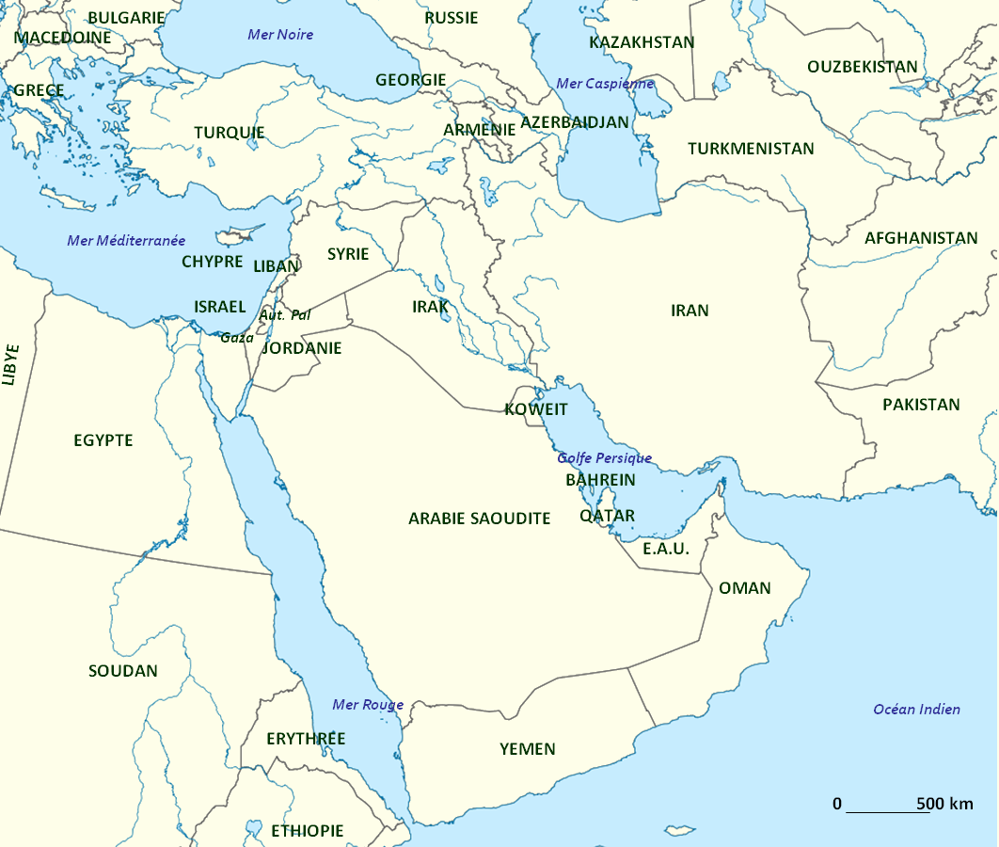 BULGARIE
RUSSIE
MACEDOINE
Mer Noire
KAZAKHSTAN
OUZBEKISTAN
GEORGIE
Mer Caspienne
GRECE
AZERBAIDJAN
ARMENIE
TURQUIE
TURKMENISTAN
AFGHANISTAN
Mer Méditerranée
SYRIE
CHYPRE
LIBAN
ISRAEL
IRAK
IRAN
Aut. Pal
Gaza
JORDANIE
LIBYE
KOWEIT
PAKISTAN
EGYPTE
Golfe Persique
BAHREIN
QATAR
ARABIE SAOUDITE
E.A.U.
OMAN
SOUDAN
Mer Rouge
Océan Indien
ERYTHREE
YEMEN
0 500 km
ETHIOPIE